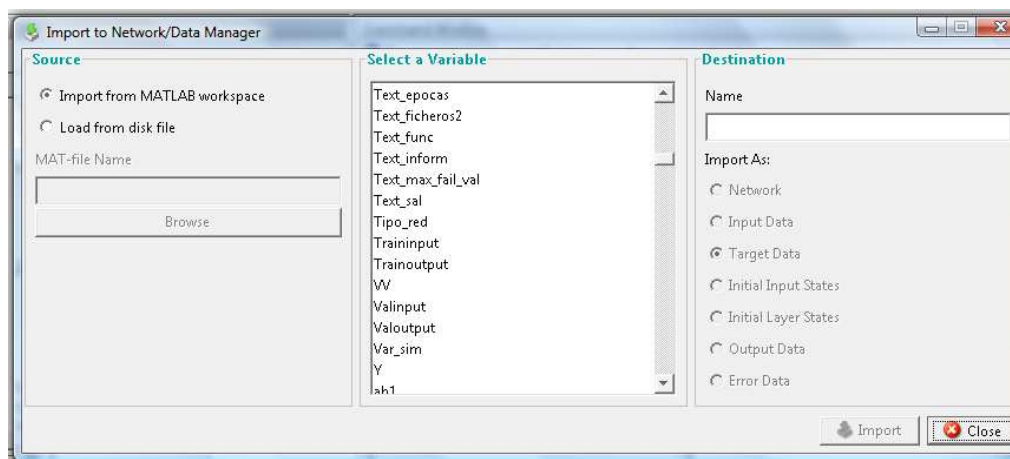 Import to Network/Data Manager
Source
Import from MATLAB workspace
Load from disk file
MAT-file Name
Browse
Select a Variable
Text_epocas
Text_ficheros2
Text_func
Text_inform
Text_max_fail_val
Text_sal
Tipo_red
Traininput
Trainoutput
VV
Valinput
Valoutput
Var_sim
Y
ah1
Destination
Name
Import As:
Network
Input Data
Target Data
Initial Input States
Initial Layer States
Output Data
Error Data
Import
Close